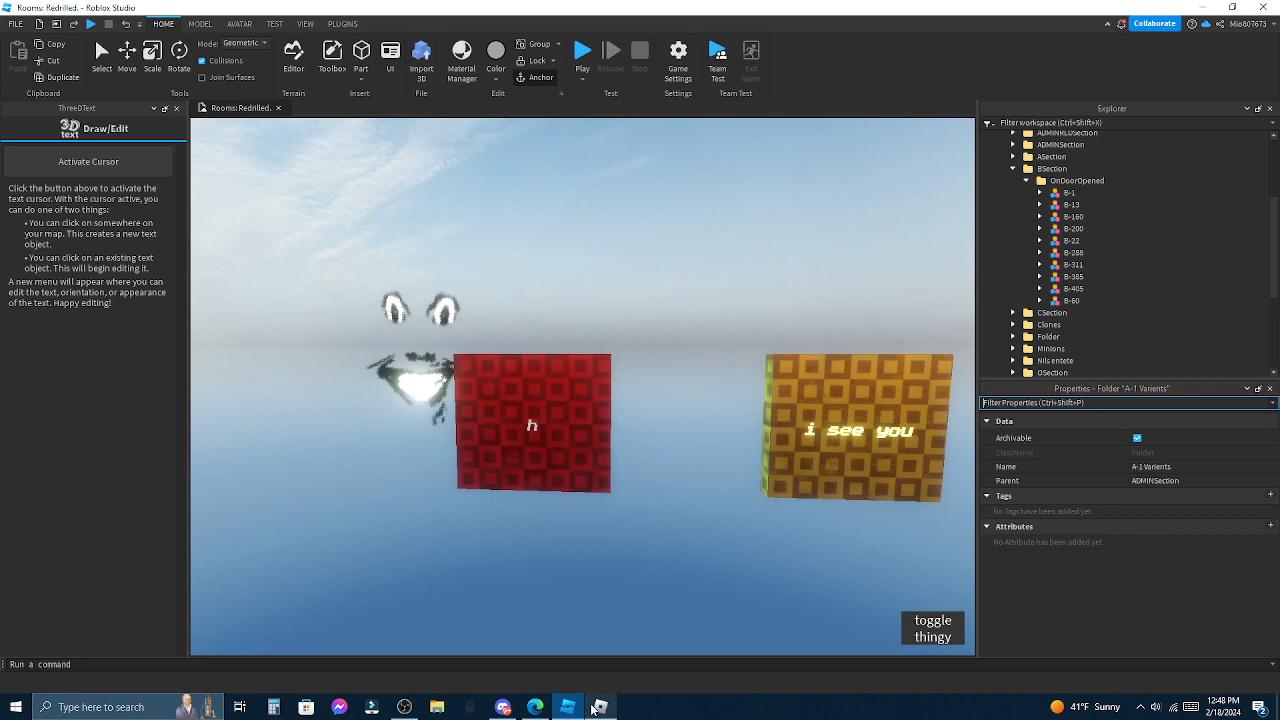 Rooms: Redrilled. - Roblox Studio
FILE HOME MODEL AVATAR TEST VIEW PLUGINS Collaborate Mio807673
Paste Copy Cut Duplicate Select Move Scale Rotate Mode: Geometric Collisions Join Surfaces Editor Toolbox Part UI Import 3D Material Manager Color Group Lock Anchor Play Resume Stop Game Settings Team Test Exit Game
Clipboard Tools Terrain Insert File Edit Test Settings Team Test
ThreeDText
3D text Draw/Edit
Activate Cursor
Click the button above to activate the
text cursor. With the cursor active, you
can do one of two things:
• You can click on somewhere on
your map. This creates a new text
object.
• You can click on an existing text
object. This will begin editing it.
A new menu will appear where you can
edit the text, orientation, or appearance
of the text. Happy editing!
Rooms: Redrilled.
h
i see you
toggle
thingy
Explorer
Filter workspace (Ctrl+Shift+X)
ADMINRLDSection
ADMINSection
ASection
BSection
OnDoorOpened
B-1
B-13
B-160
B-200
B-22
B-288
B-311
B-385
B-405
B-60
CSection
Clones
Folder
Minions
Nils entete
OSection
Properties - Folder "A-1 Varients"
Filter Properties (Ctrl+Shift+P)
Data
Archivable
ClassName Folder
Name A-1 Varients
Parent ADMINSection
Tags
No Tags have been added yet
Attributes
No Attribute has been added yet
Run a command
Type here to search
41°F Sunny
12:48 PM
2/18/2024
2